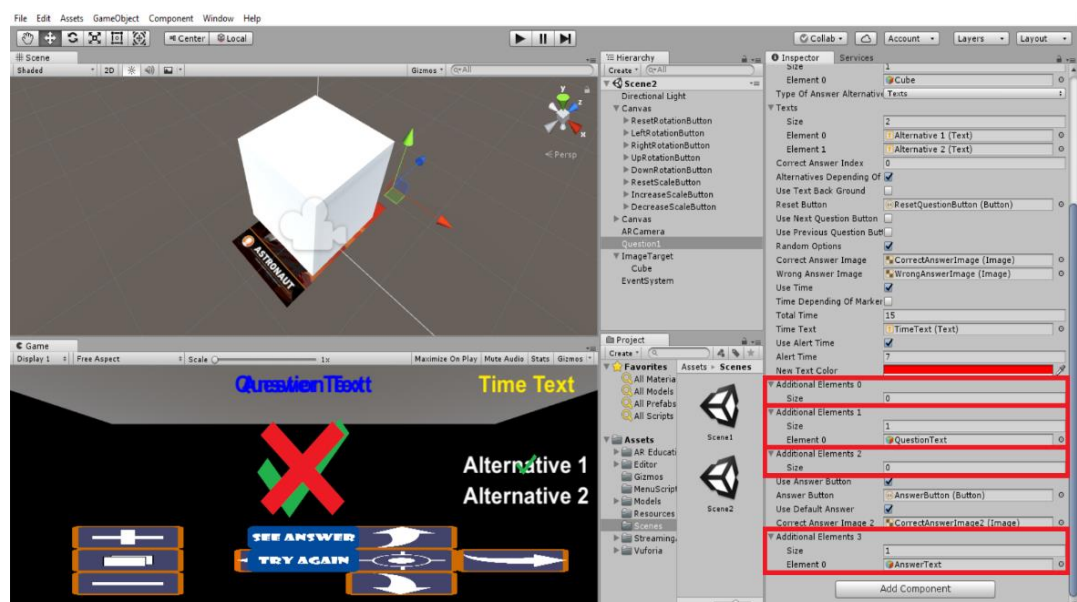 File Edit Assets GameObject Component Window Help
Center Local
Collab Account Layers Layout
Scene
Shaded 2D Gizmos All
y
x
Persp
ASTRONAUT
Game
Display 1 Free Aspect Scale 1x Maximize On Play Mute Audio Stats Gizmos
Time Text
Alternative 1
Alternative 2
SEE ANSWER
TRY AGAIN
Hierarchy
Create All
Scene2
Directional Light
Canvas
ResetRotationButton
LeftRotationButton
RightRotationButton
UpRotationButton
DownRotationButton
ResetScaleButton
IncreaseScaleButton
DecreaseScaleButton
Canvas
ARCamera
Question1
ImageTarget
Cube
EventSystem
Project
Create
Favorites
All Materia
All Models
All Prefabs
All Scripts
Assets
AR Educati
Editor
Gizmos
MenuScript
Models
Resources
Scenes
Streaming
Vuforia
Assets Scenes
Scene1
Scene2
Inspector Services
Size 1
Element 0 Cube
Type Of Answer Alternativ Texts
Texts
Size 2
Element 0 Alternative 1 (Text)
Element 1 Alternative 2 (Text)
Correct Answer Index 0
Alternatives Depending Of
Use Text Back Ground
Reset Button ResetQuestionButton (Button)
Use Next Question Button
Use Previous Question Butt
Random Options
Correct Answer Image CorrectAnswerImage (Image)
Wrong Answer Image WrongAnswerImage (Image)
Use Time
Time Depending Of Marker
Total Time 15
Time Text TimeText (Text)
Use Alert Time
Alert Time 7
New Text Color
Additional Elements 0
Size 0
Additional Elements 1
Size 1
Element 0 QuestionText
Additional Elements 2
Size 0
Use Answer Button
Answer Button AnswerButton (Button)
Use Default Answer
Correct Answer Image 2 CorrectAnswerImage2 (Image)
Additional Elements 3
Size 1
Element 0 AnswerText
Add Component